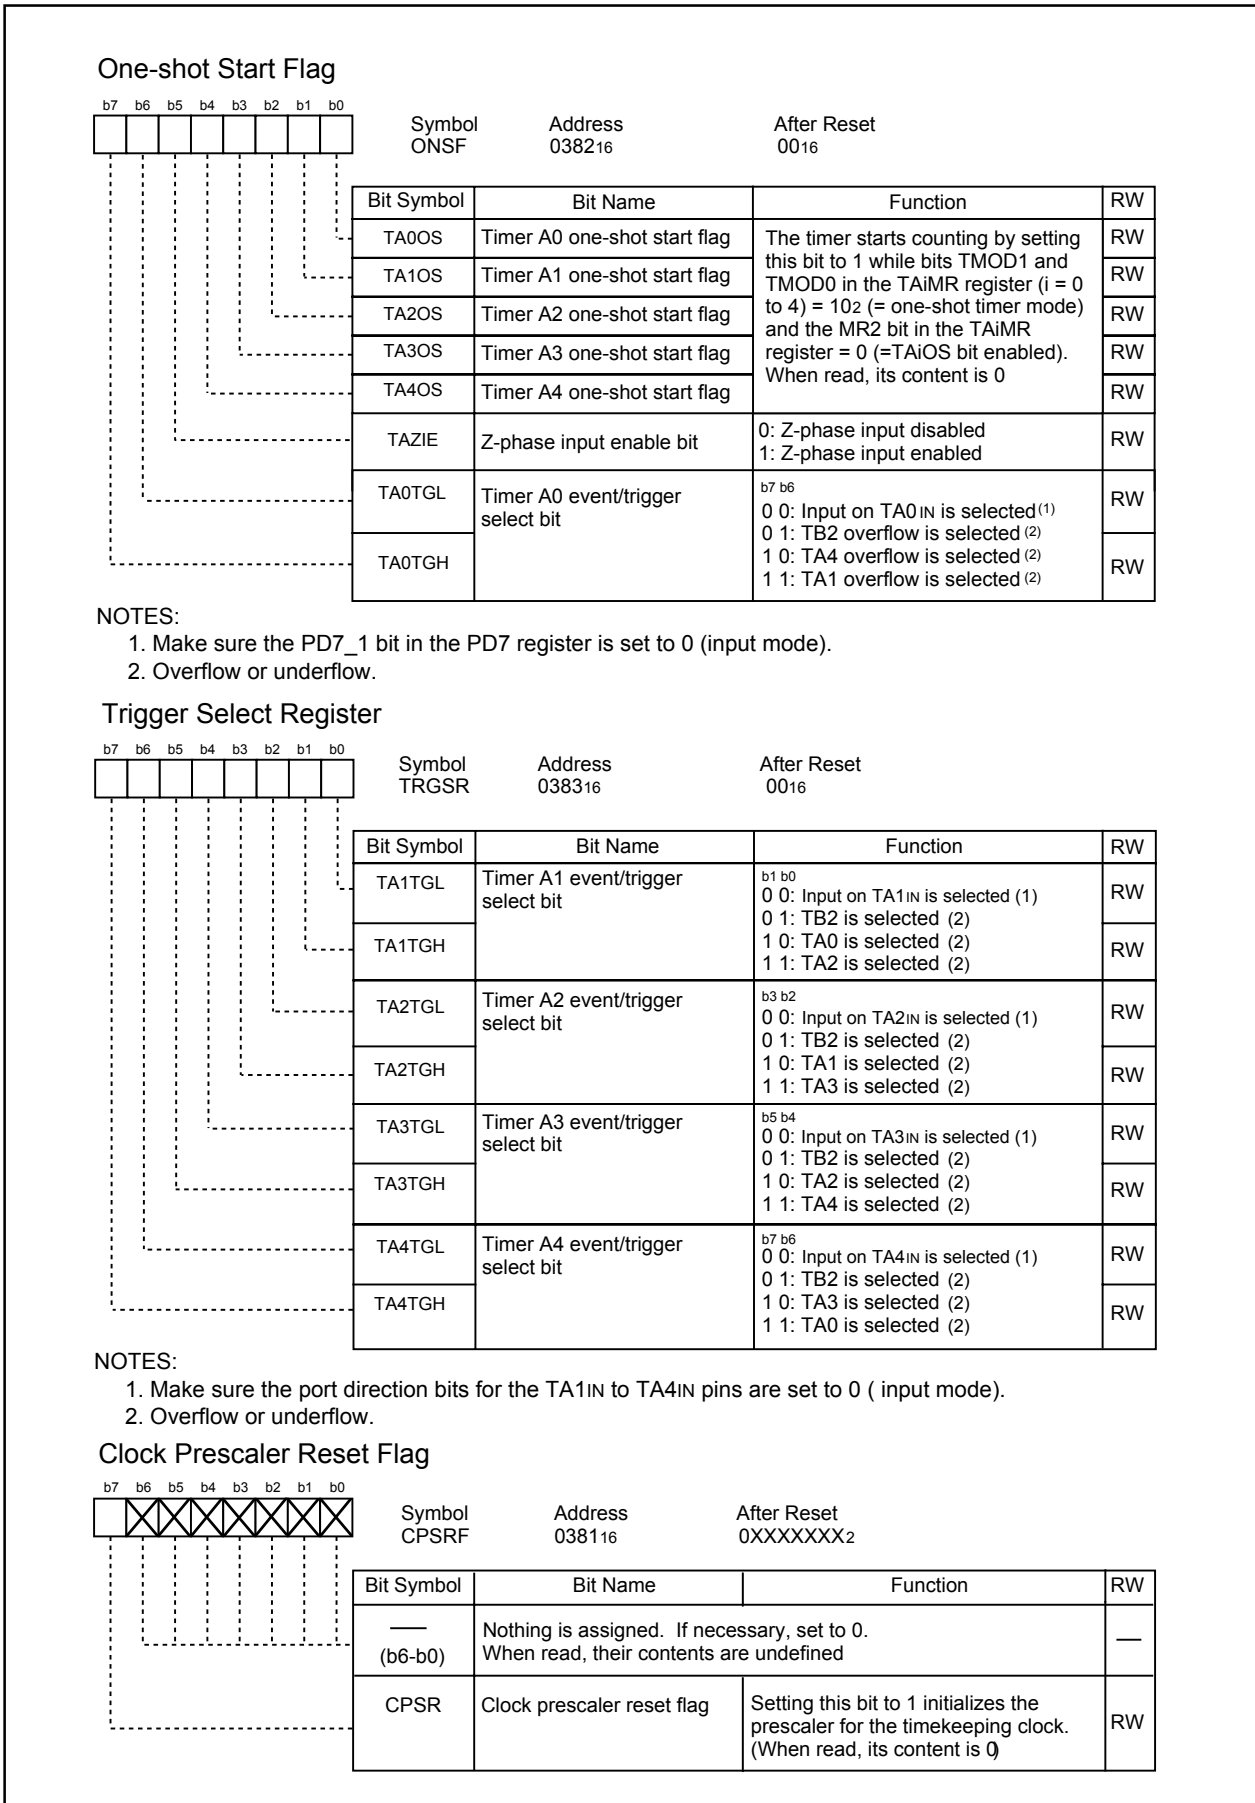 One-shot Start Flag
b7 b6 b5 b4 b3 b2 b1 b0
Symbol Address After Reset
ONSF 038216 0016
Bit Symbol Bit Name Function RW
TA0OS Timer A0 one-shot start flag RW
TA1OS Timer A1 one-shot start flag RW
TA2OS Timer A2 one-shot start flag RW
TA3OS Timer A3 one-shot start flag RW
TA4OS Timer A4 one-shot start flag RW
The timer starts counting by setting
this bit to 1 while bits TMOD1 and
TMOD0 in the TAiMR register (i = 0
to 4) = 102 (= one-shot timer mode)
and the MR2 bit in the TAiMR
register = 0 (=TAiOS bit enabled).
When read, its content is 0
TAZIE Z-phase input enable bit RW
0: Z-phase input disabled
1: Z-phase input enabled
TA0TGL RW
TA0TGH RW
Timer A0 event/trigger
select bit
b7 b6
0 0: Input on TA0IN is selected (1)
0 1: TB2 overflow is selected (2)
1 0: TA4 overflow is selected (2)
1 1: TA1 overflow is selected (2)
NOTES:
1. Make sure the PD7_1 bit in the PD7 register is set to 0 (input mode).
2. Overflow or underflow.
Trigger Select Register
b7 b6 b5 b4 b3 b2 b1 b0
Symbol Address After Reset
TRGSR 038316 0016
Bit Symbol Bit Name Function RW
TA1TGL RW
TA1TGH RW
Timer A1 event/trigger
select bit
b1 b0
0 0: Input on TA1IN is selected (1)
0 1: TB2 is selected (2)
1 0: TA0 is selected (2)
1 1: TA2 is selected (2)
TA2TGL RW
TA2TGH RW
Timer A2 event/trigger
select bit
b3 b2
0 0: Input on TA2IN is selected (1)
0 1: TB2 is selected (2)
1 0: TA1 is selected (2)
1 1: TA3 is selected (2)
TA3TGL RW
TA3TGH RW
Timer A3 event/trigger
select bit
b5 b4
0 0: Input on TA3IN is selected (1)
0 1: TB2 is selected (2)
1 0: TA2 is selected (2)
1 1: TA4 is selected (2)
TA4TGL RW
TA4TGH RW
Timer A4 event/trigger
select bit
b7 b6
0 0: Input on TA4IN is selected (1)
0 1: TB2 is selected (2)
1 0: TA3 is selected (2)
1 1: TA0 is selected (2)
NOTES:
1. Make sure the port direction bits for the TA1IN to TA4IN pins are set to 0 ( input mode).
2. Overflow or underflow.
Clock Prescaler Reset Flag
b7 b6 b5 b4 b3 b2 b1 b0
Symbol Address After Reset
CPSRF 038116 0XXXXXXX2
Bit Symbol Bit Name Function RW
— —
(b6-b0)
Nothing is assigned. If necessary, set to 0.
When read, their contents are undefined
CPSR Clock prescaler reset flag RW
Setting this bit to 1 initializes the
prescaler for the timekeeping clock.
(When read, its content is 0)